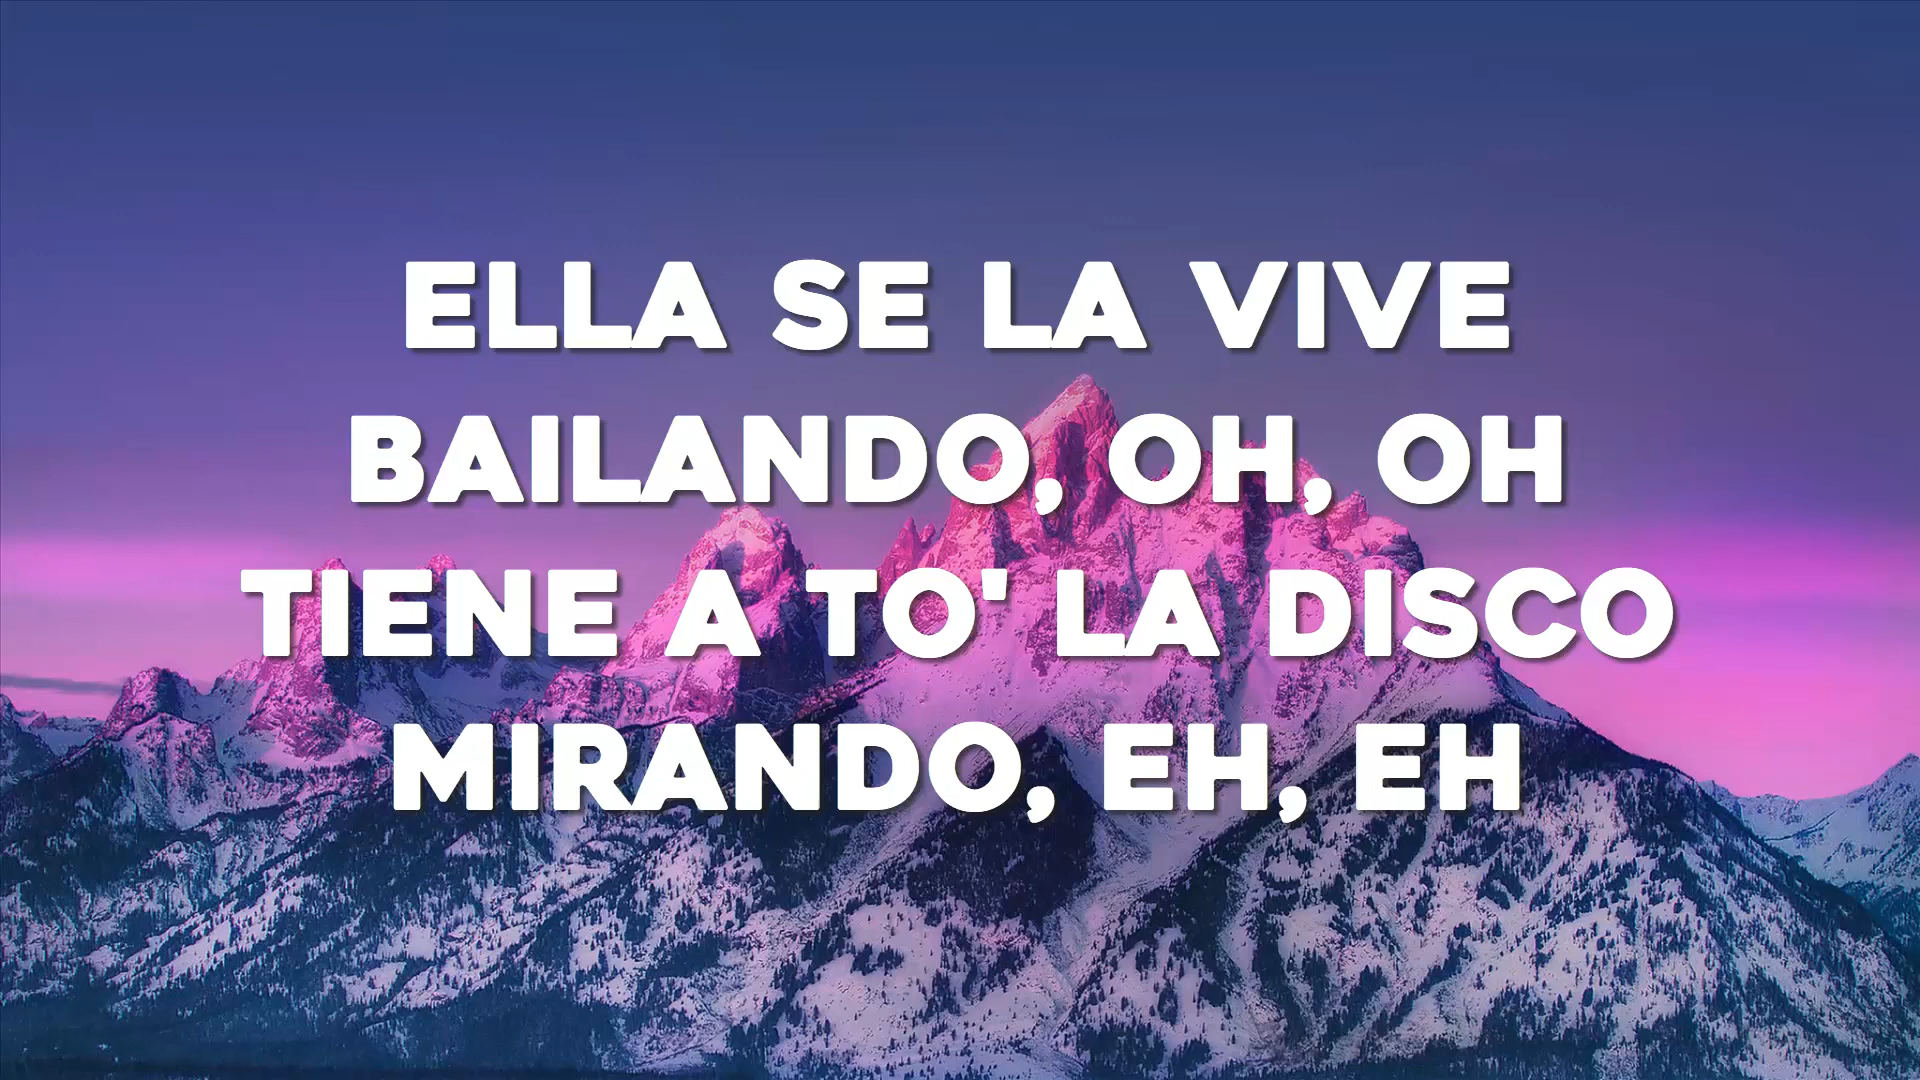 ELLA SE LA VIVE
BAILANDO, OH, OH
TIENE A TO' LA DISCO
MIRANDO, EH, EH